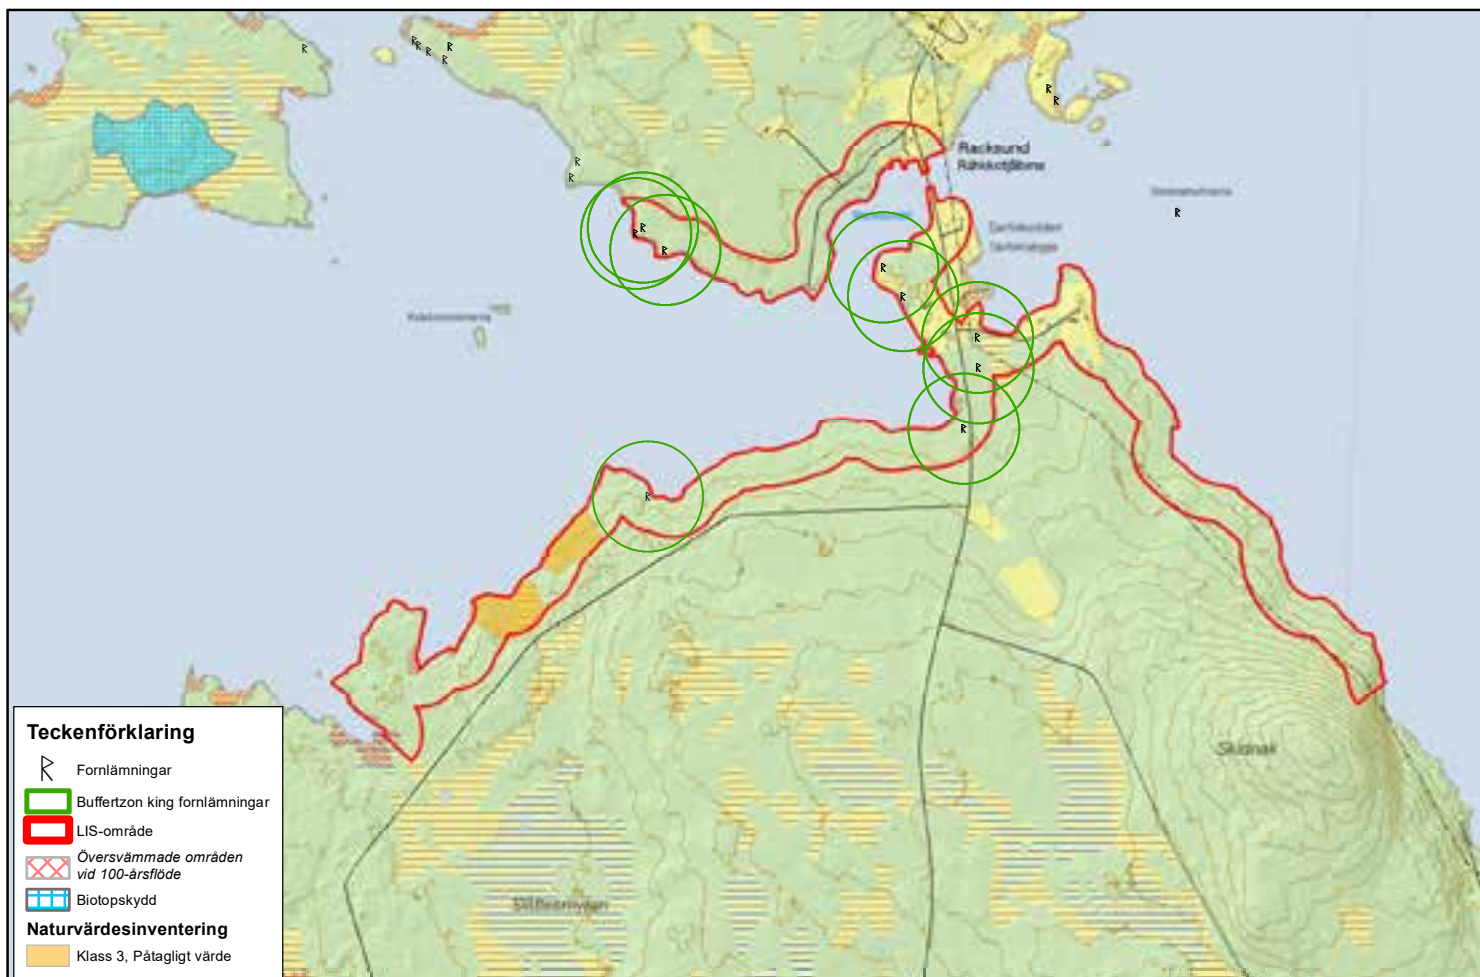 Racksund
Skidnak
Teckenförklaring
Fornlämningar
Buffertzon king fornlämningar
LIS-område
Översvämmade områden
vid 100-årsflöde
Biotopskydd
Naturvärdesinventering
Klass 3, Påtagligt värde